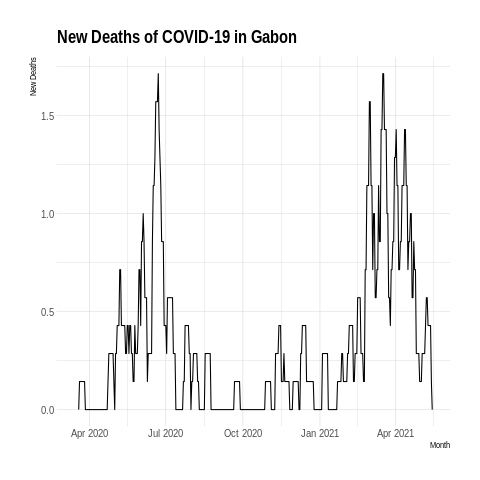 New Deaths of COVID-19 in Gabon
New Deaths
1.5
1.0
0.5
0.0
Apr 2020 Jul 2020 Oct 2020 Jan 2021 Apr 2021
Month